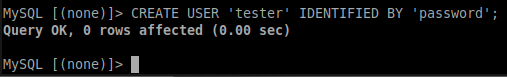 MySQL [(none)]> CREATE USER 'tester' IDENTIFIED BY 'password';
Query OK, 0 rows affected (0.00 sec)
MySQL [(none)]>